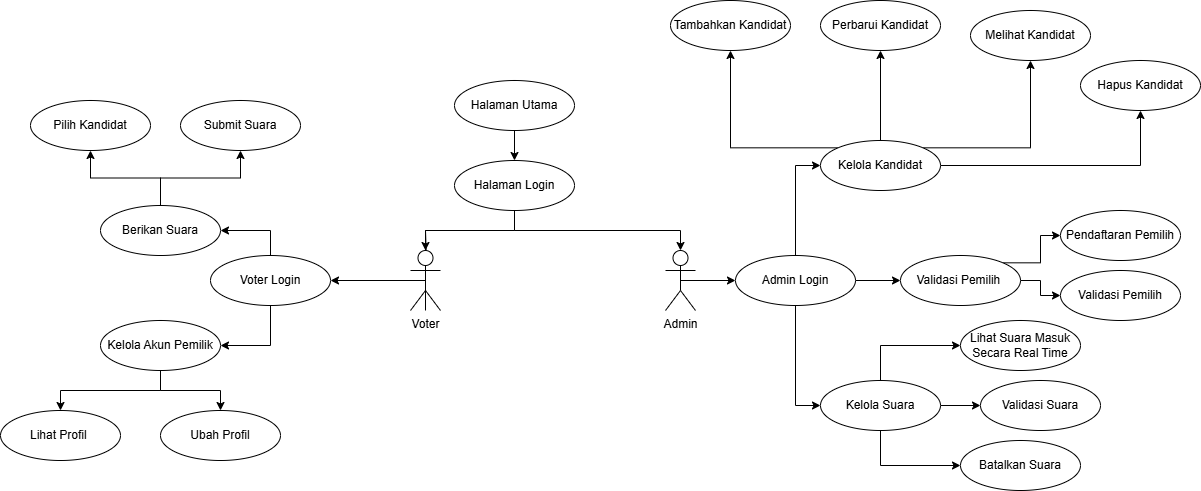 Tambahkan Kandidat
Perbarui Kandidat
Melihat Kandidat
Hapus Kandidat
Halaman Utama
Pilih Kandidat
Submit Suara
Kelola Kandidat
Halaman Login
Berikan Suara
Pendaftaran Pemilih
Voter Login
Voter
Admin
Admin Login
Validasi Pemilih
Validasi Pemilih
Kelola Akun Pemilik
Lihat Suara Masuk
Secara Real Time
Kelola Suara
Validasi Suara
Lihat Profil
Ubah Profil
Batalkan Suara